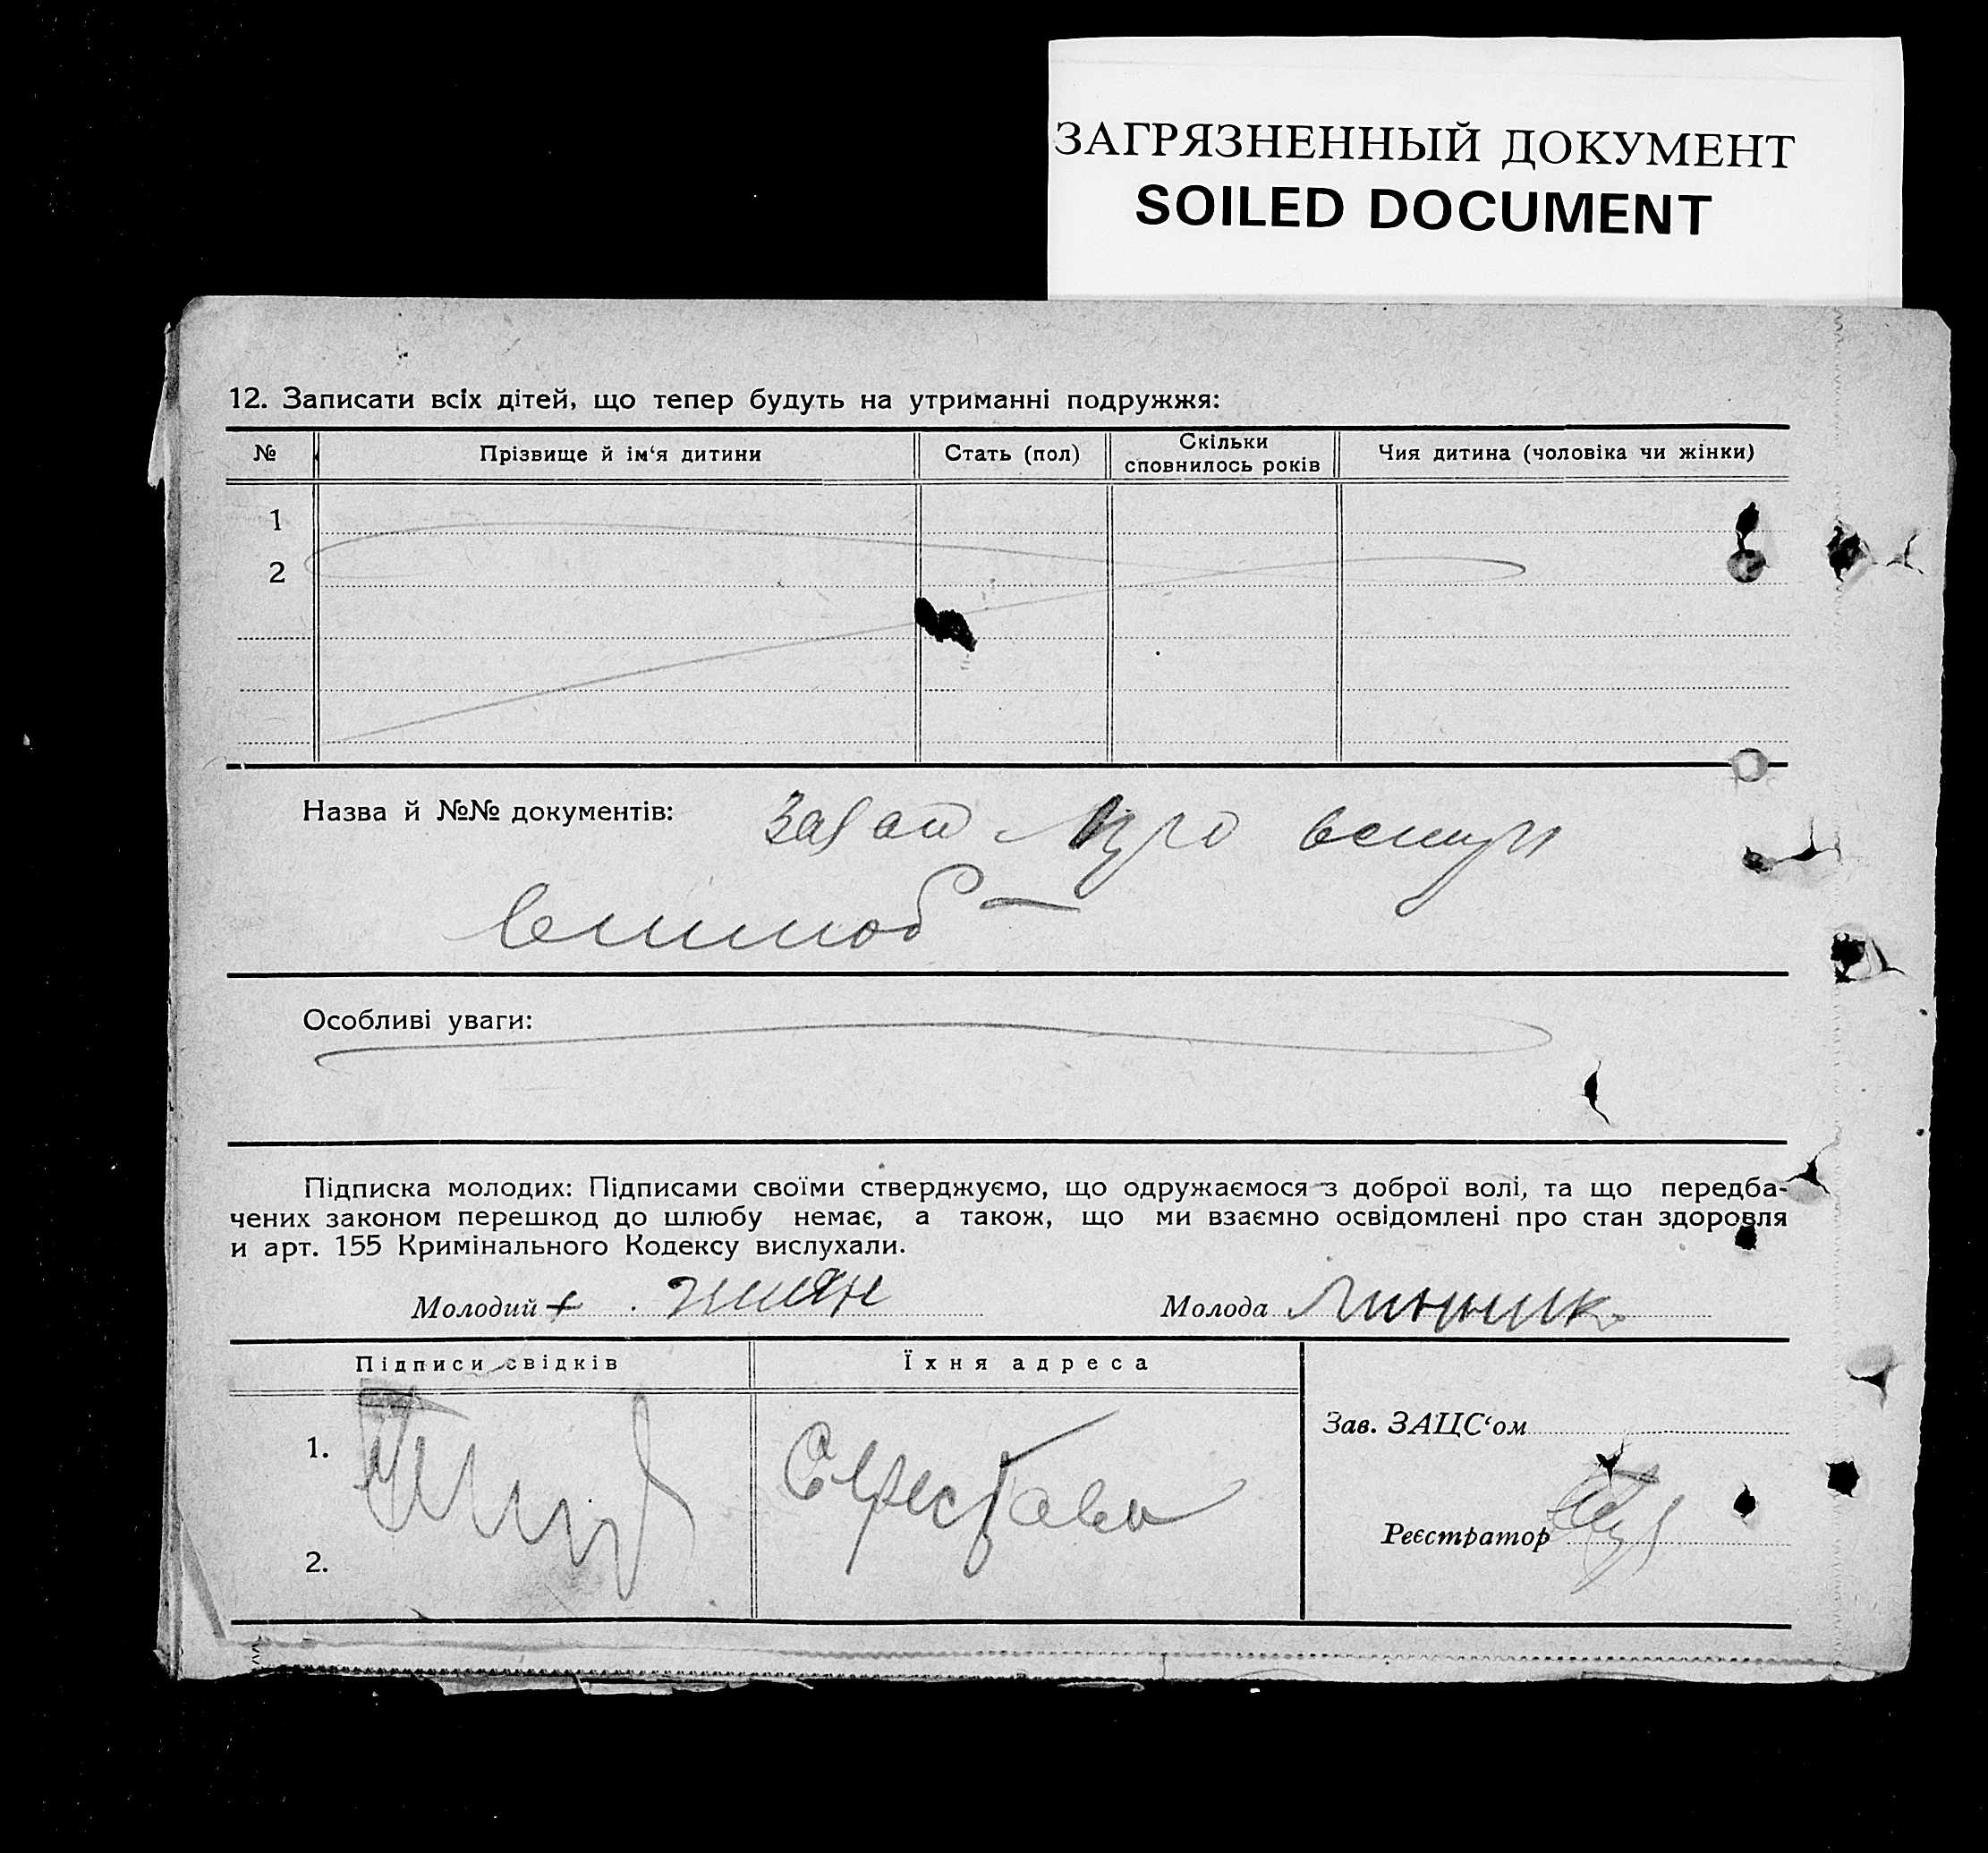 ЗАГРЯЗНЕННЫЙ ДОКУМЕНТ
SOILED DOCUMENT
12. Записати всіх дітей, що тепер будуть на утриманні подружжя:
№ Прізвище й ім‘я дитини Стать (пол) Скільки сповнилось років Чия дитина (чоловіка чи жінки)
1
2
Назва й №№ документів: про вступ
в шлюб
Особливі уваги:
Підписка молодих: Підписами своїми стверджуємо, що одружаємося з доброї волі, та що передба-
чених законом перешкод до шлюбу немає, а також, що ми взаємно освідомлені про стан здоровля
и арт. 155 Кримінального Кодексу вислухали.
Молодий Молода Линник
Підписи свідків Їхня адреса
Зав. ЗАЦС‘ом
1.
Реєстратор
2.